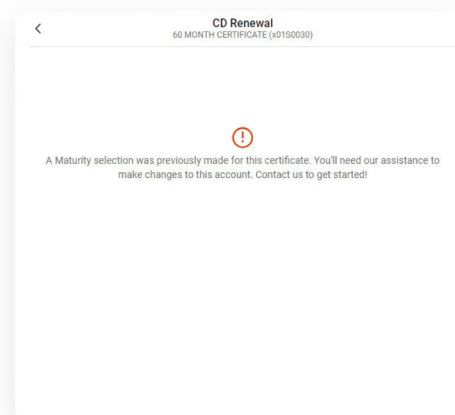 CD Renewal
60 MONTH CERTIFICATE (x01S0030)
A Maturity selection was previously made for this certificate. You'll need our assistance to
make changes to this account. Contact us to get started!